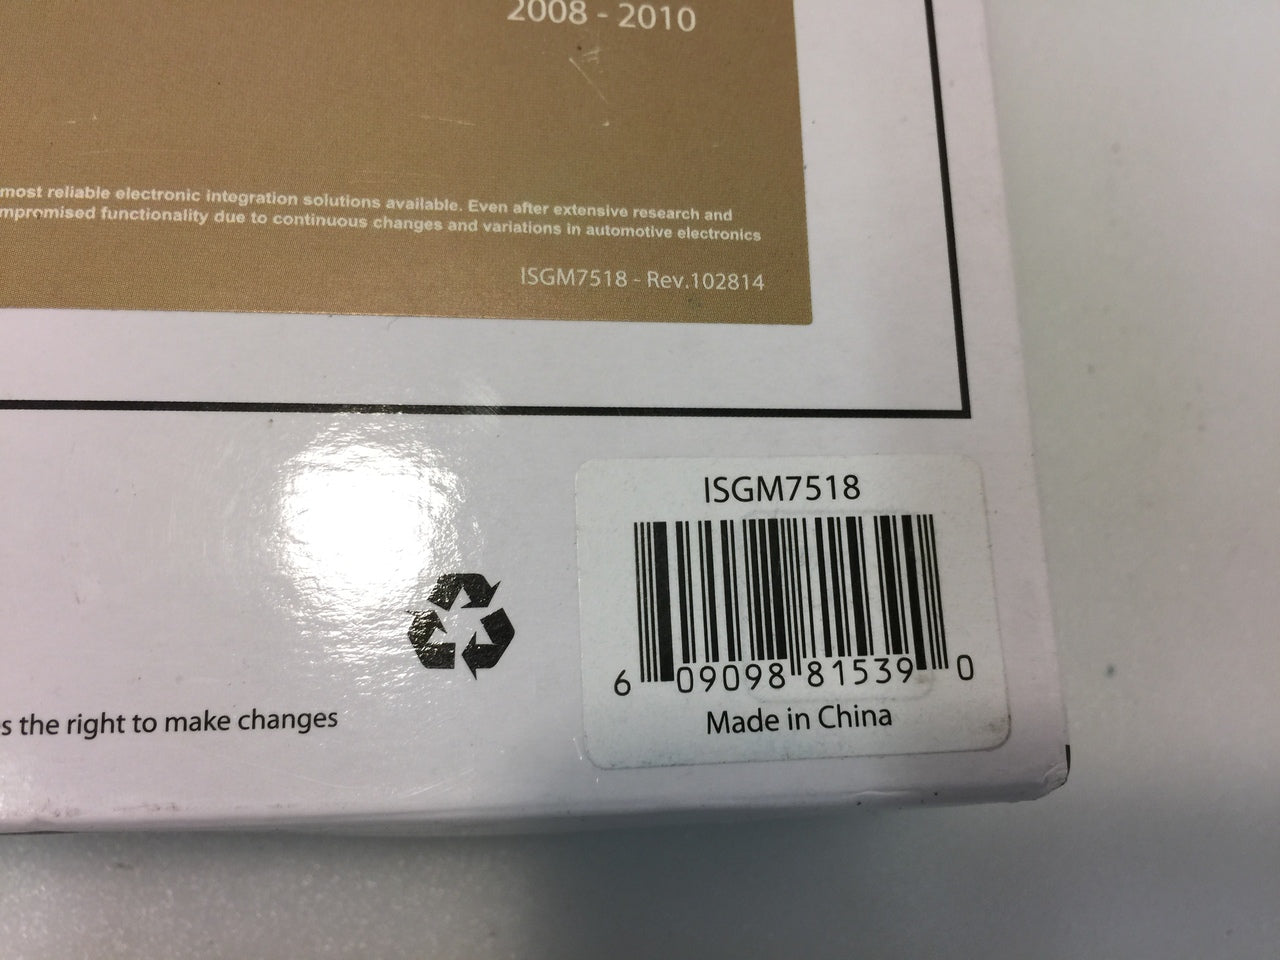 2008 - 2010
most reliable electronic integration solutions available. Even after extensive research and
mpromised functionality due to continuous changes and variations in automotive electronics
ISGM7518 - Rev.102814
ISGM7518
6 09098 81539 0
Made in China
s the right to make changes